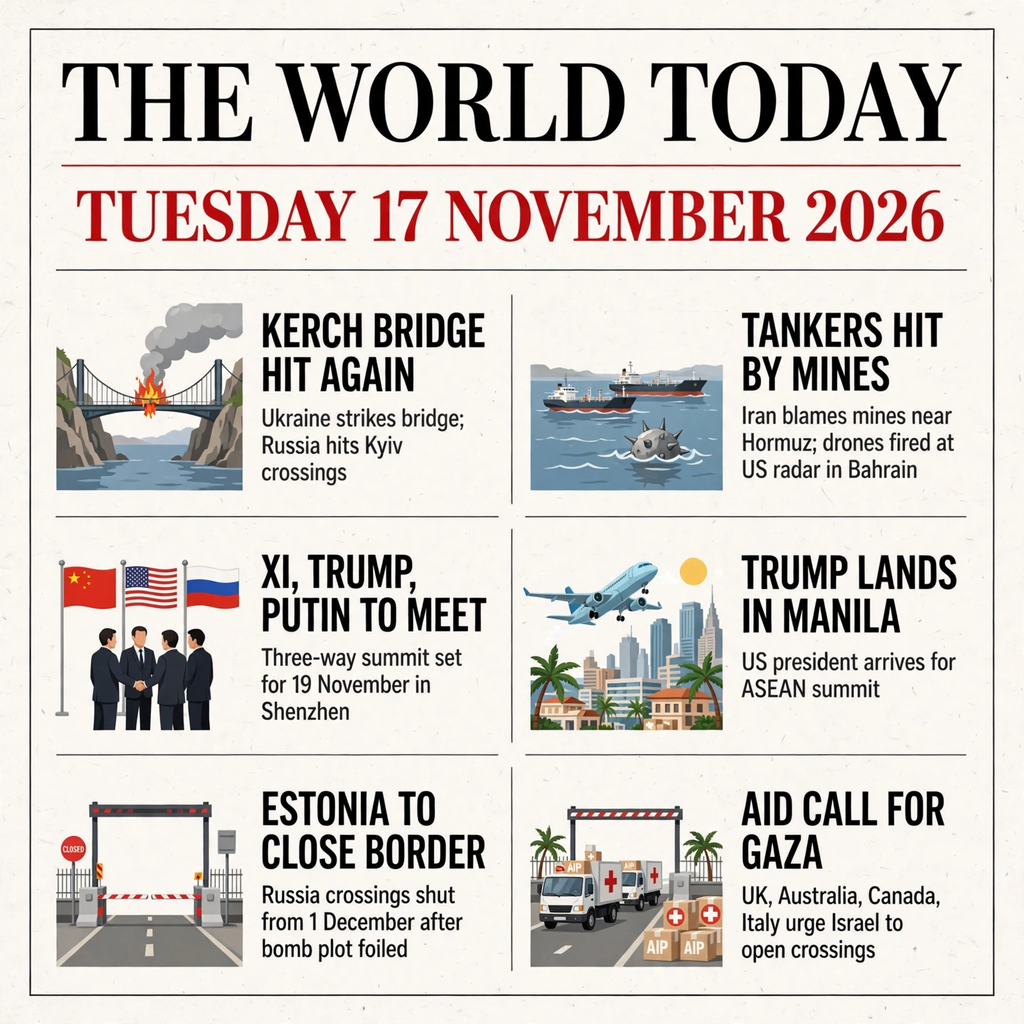 THE WORLD TODAY
TUESDAY 17 NOVEMBER 2026
KERCH BRIDGE
HIT AGAIN
Ukraine strikes bridge;
Russia hits Kyiv
crossings
TANKERS HIT
BY MINES
Iran blames mines near
Hormuz; drones fired at
US radar in Bahrain
XI, TRUMP,
PUTIN TO MEET
Three-way summit set
for 19 November in
Shenzhen
TRUMP LANDS
IN MANILA
US president arrives for
ASEAN summit
CLOSED
ESTONIA TO
CLOSE BORDER
Russia crossings shut
from 1 December after
bomb plot foiled
AIP
AIP
AIP
AID CALL FOR
GAZA
UK, Australia, Canada,
Italy urge Israel to
open crossings